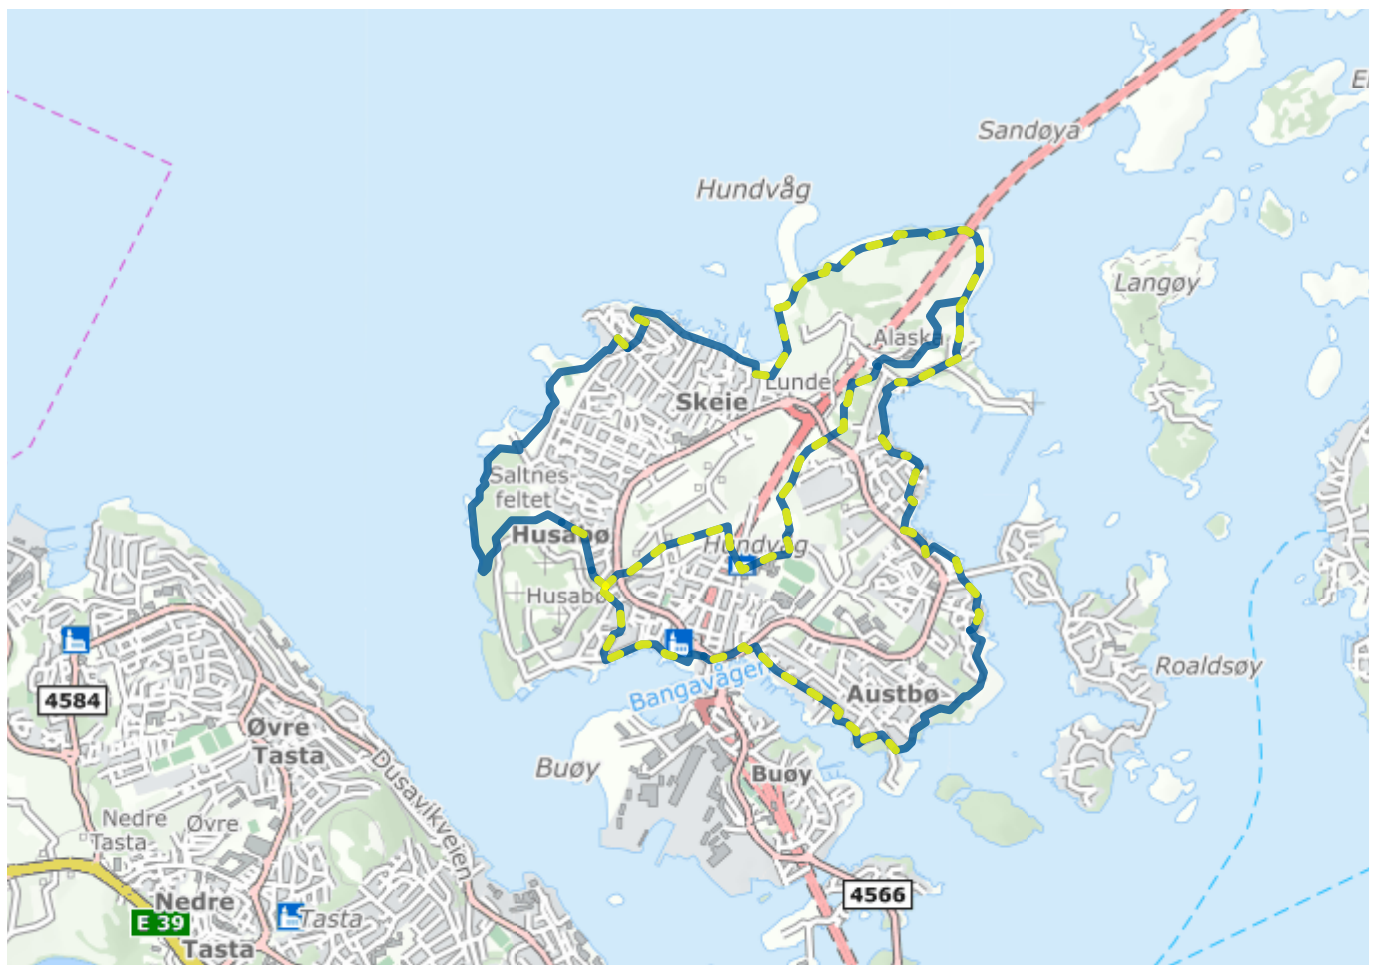 El
Sandøya
Hundvåg
Langøy
Alaska
Lunde
Skeie
Saltnes
feltet
Husabø
Hundvåg
Husabø
Roaldsøy
Bangavågen
Austbø
4584
Øvre
Tasta
Dusavikveien
Buøy
Buøy
Nedre
Tasta
Øvre
4566
Nedre
Tasta
E 39
Tasta